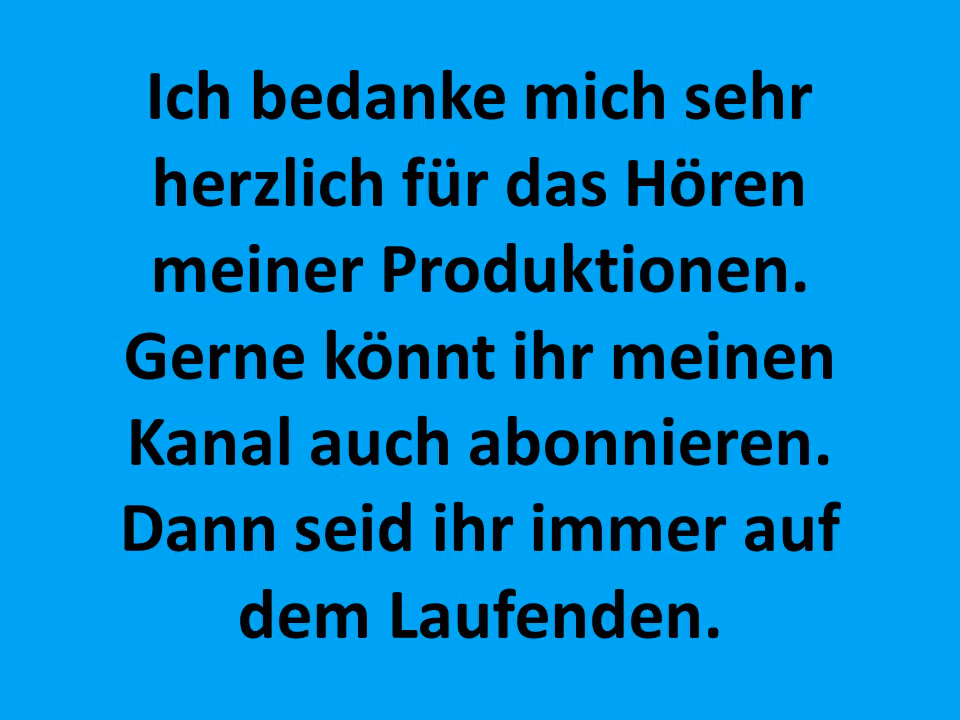 Ich bedanke mich sehr
herzlich für das Hören
meiner Produktionen.
Gerne könnt ihr meinen
Kanal auch abonnieren.
Dann seid ihr immer auf
dem Laufenden.